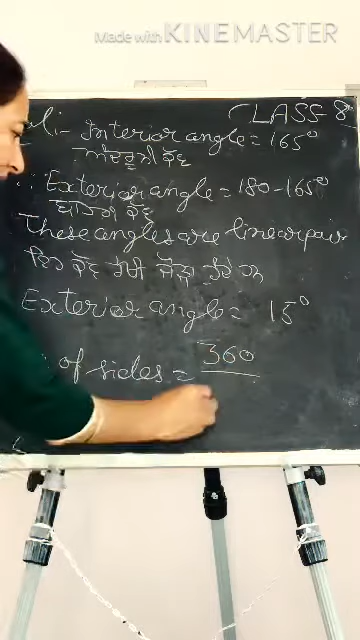 Made with KINEMASTER
CLASS 8
Sol:- Interior angle = 165°
ਅੰਦਰੂਨੀ ਕੋਣ
∴ Exterior angle = 180 - 165°
ਬਾਹਰੀ ਕੋਣ
These angles are linear pair
ਇਹ ਕੋਣ ਰੇਖੀ ਜੋੜਾ ਹੁੰਦੇ ਹਨ
Exterior angle = 15°
of sides = 360